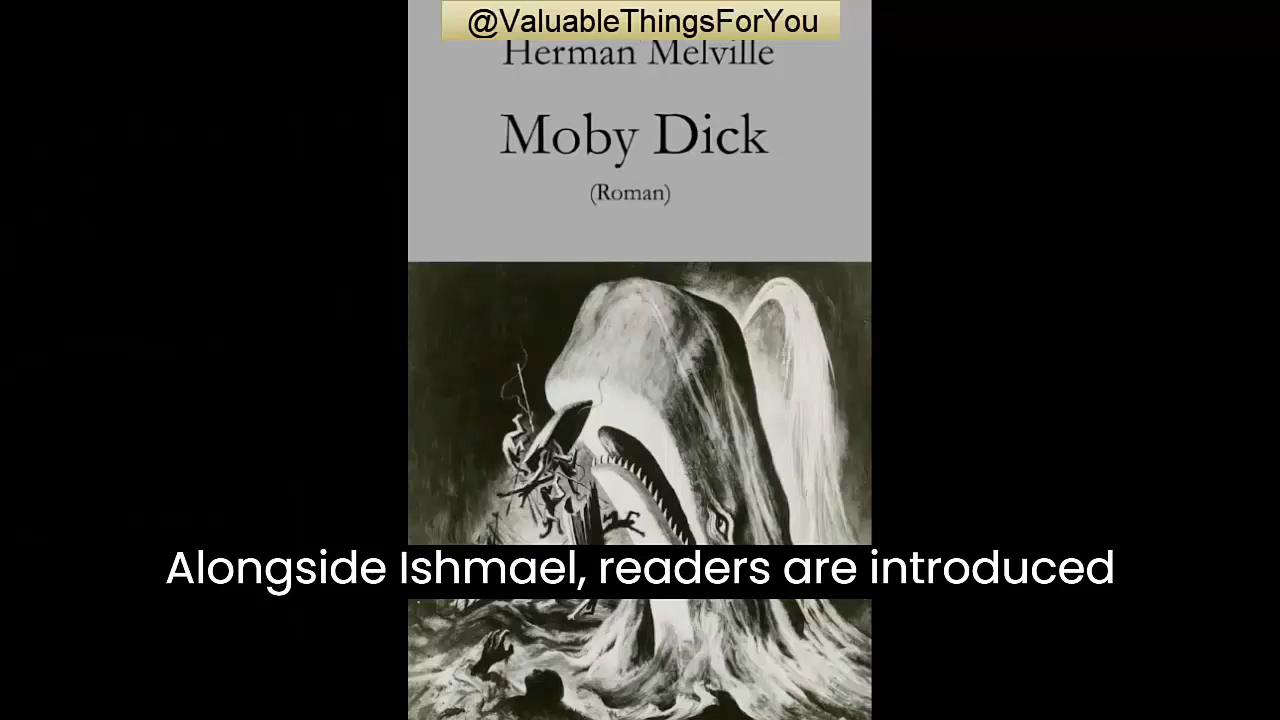 @ValuableThingsForYou
Herman Melville
Moby Dick
(Roman)
Alongside Ishmael, readers are introduced